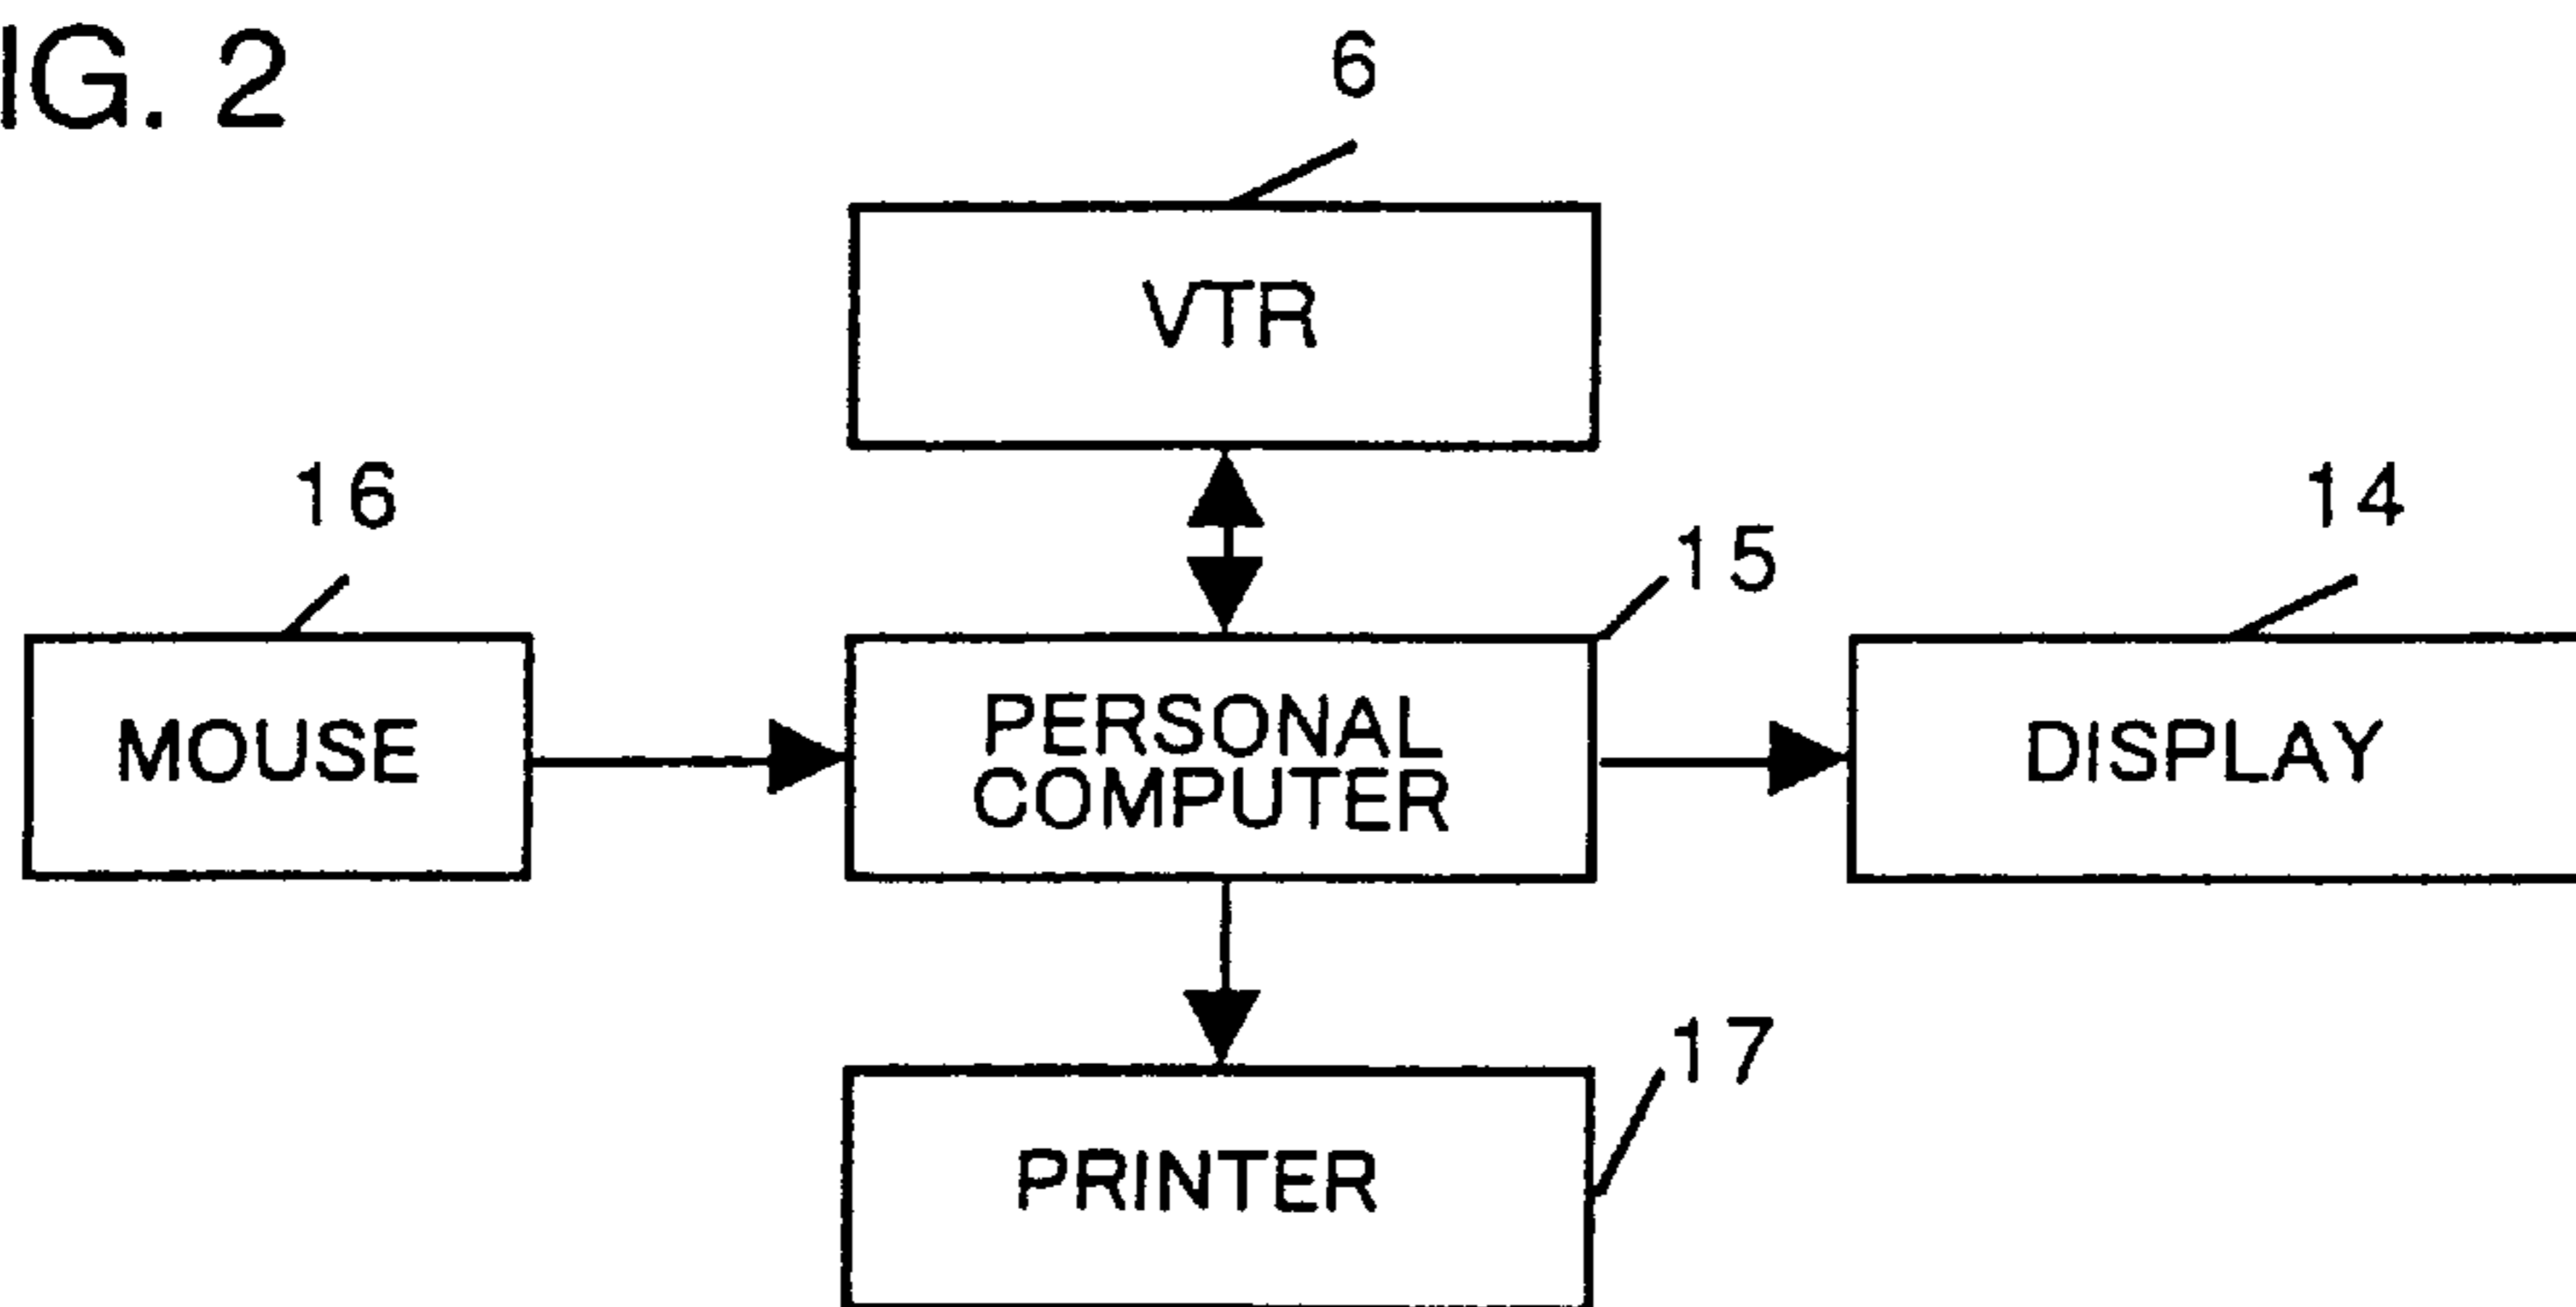 IG. 2
6
VTR
16
15
14
MOUSE
PERSONAL
COMPUTER
DISPLAY
17
PRINTER